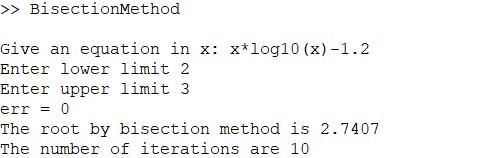 >> BisectionMethod
Give an equation in x: x*log10(x)-1.2
Enter lower limit 2
Enter upper limit 3
err = 0
The root by bisection method is 2.7407
The number of iterations are 10